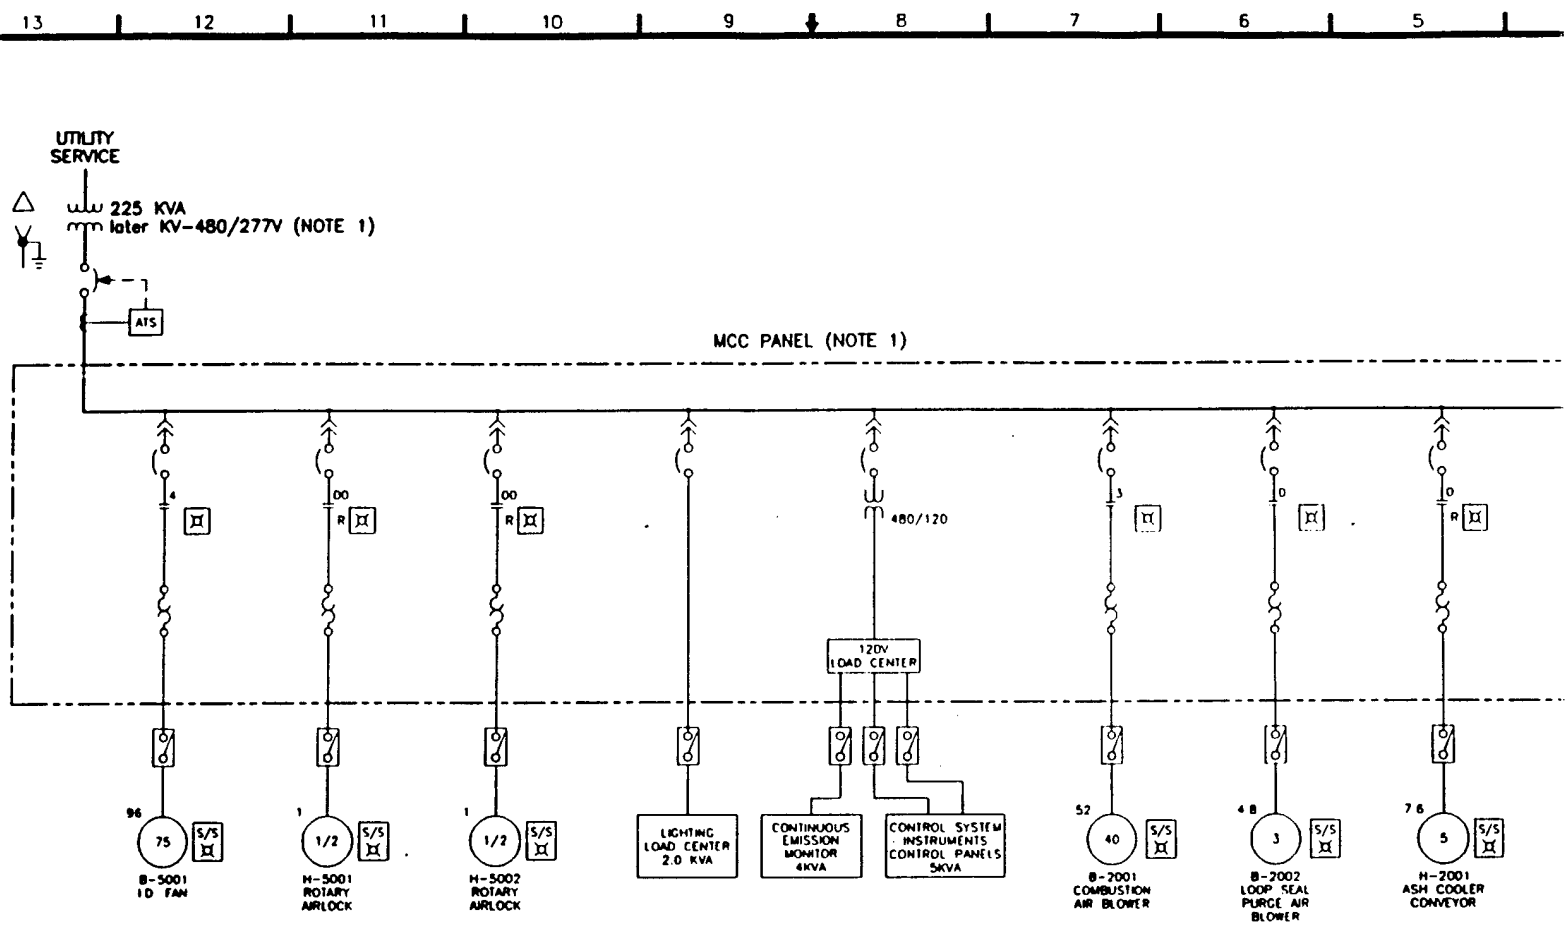 13 12 11 10 9 8 7 6 5
UTILITY
SERVICE
225 KVA
later KV-480/277V (NOTE 1)
ATS
MCC PANEL (NOTE 1)
4
00
R
00
R
480/120
3
0
0
R
120V
LOAD CENTER
96
75
S/S
B-5001
ID FAN
1
1/2
S/S
H-5001
ROTARY
AIRLOCK
1
1/2
S/S
H-5002
ROTARY
AIRLOCK
LIGHTING
LOAD CENTER
2.0 KVA
CONTINUOUS
EMISSION
MONITOR
4KVA
CONTROL SYSTEM
INSTRUMENTS
CONTROL PANELS
5KVA
52
40
S/S
B-2001
COMBUSTION
AIR BLOWER
4.8
3
S/S
B-2002
LOOP SEAL
PURGE AIR
BLOWER
7.6
5
S/S
H-2001
ASH COOLER
CONVEYOR